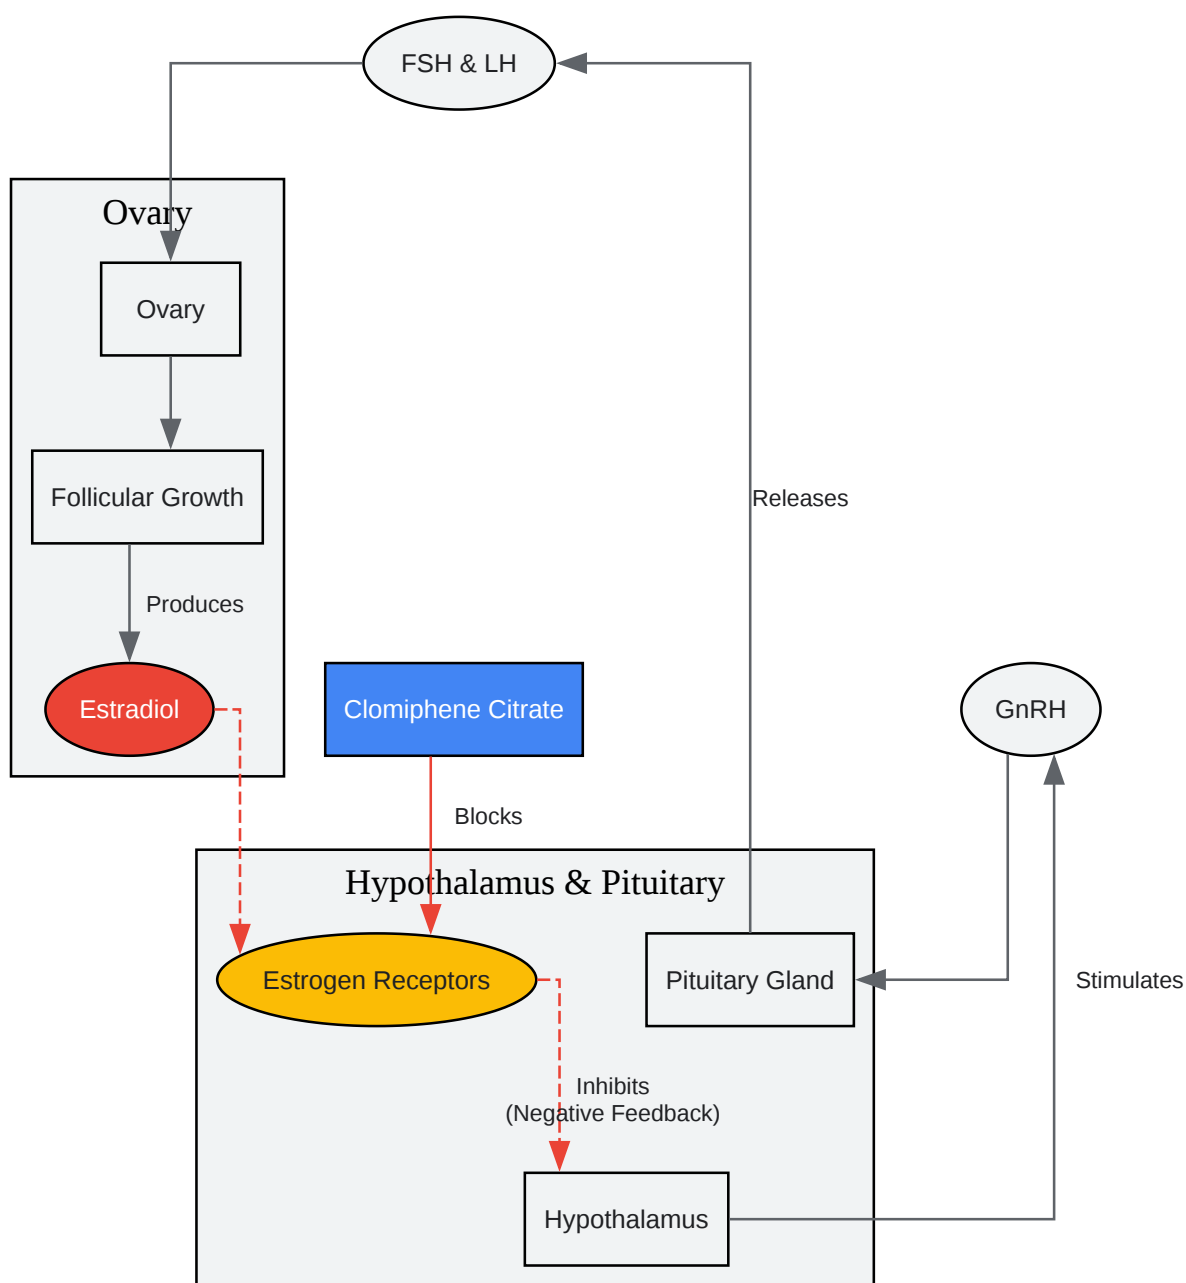 FSH & LH
Ovary
Ovary
Follicular Growth
Releases
Produces
Estradiol
Clomiphene Citrate
GnRH
Blocks
Hypothalamus & Pituitary
Estrogen Receptors
Pituitary Gland
Stimulates
Inhibits
(Negative Feedback)
Hypothalamus